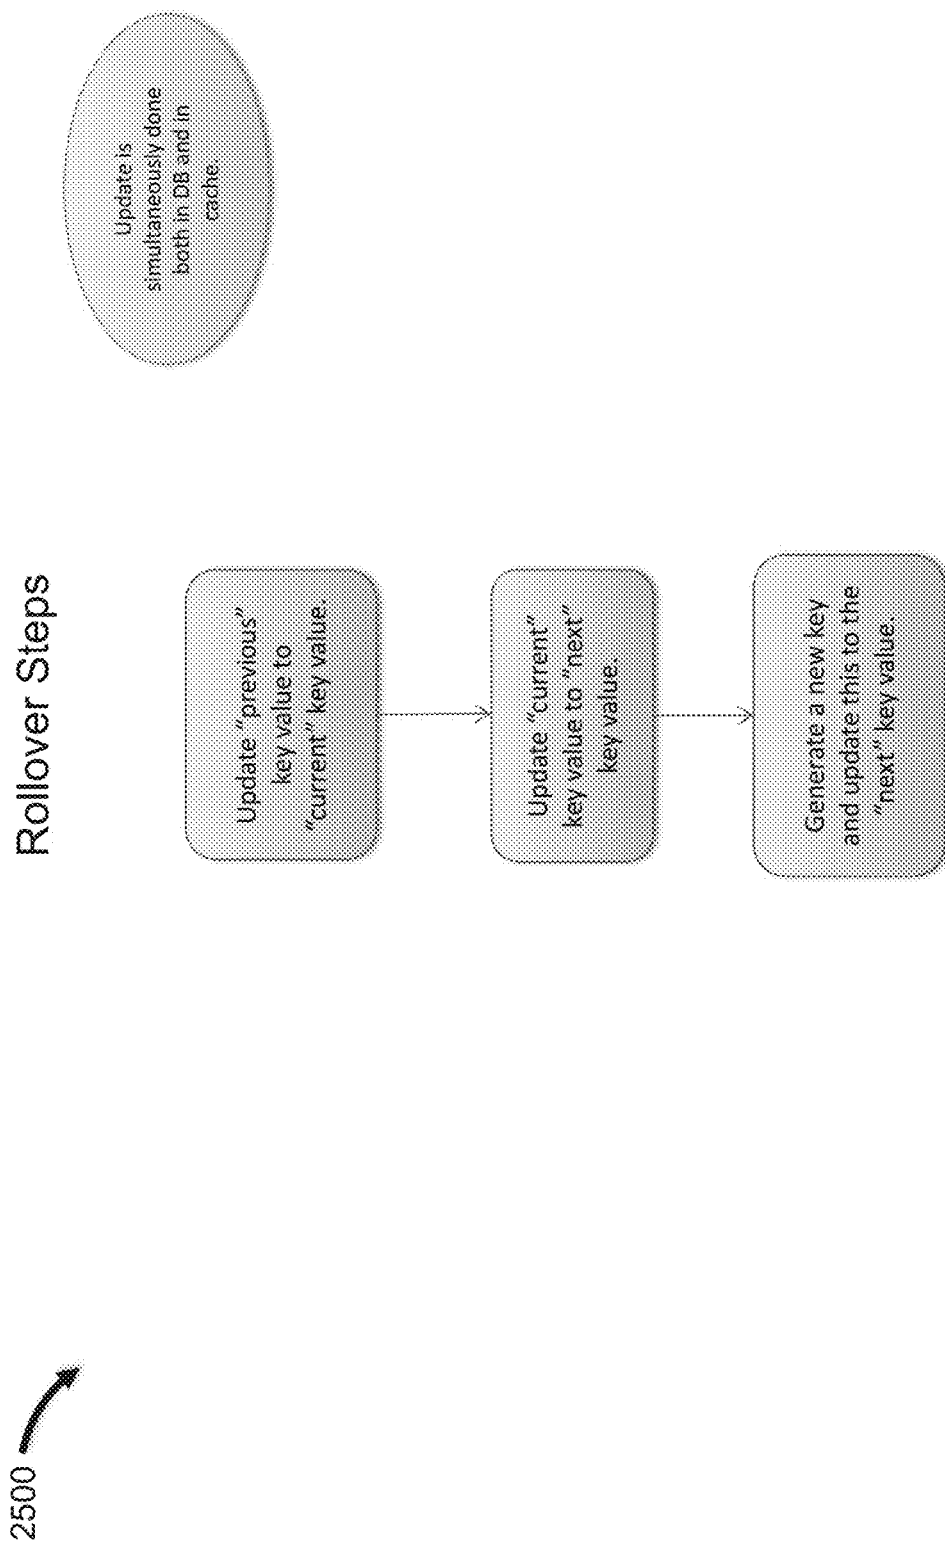 2500
Rollover Steps
Update is
simultaneously done
both in DB and in
cache.
Update “previous”
key value to
“current” key value.
Update “current”
key value to “next”
key value.
Generate a new key
and update this to the
“next” key value.